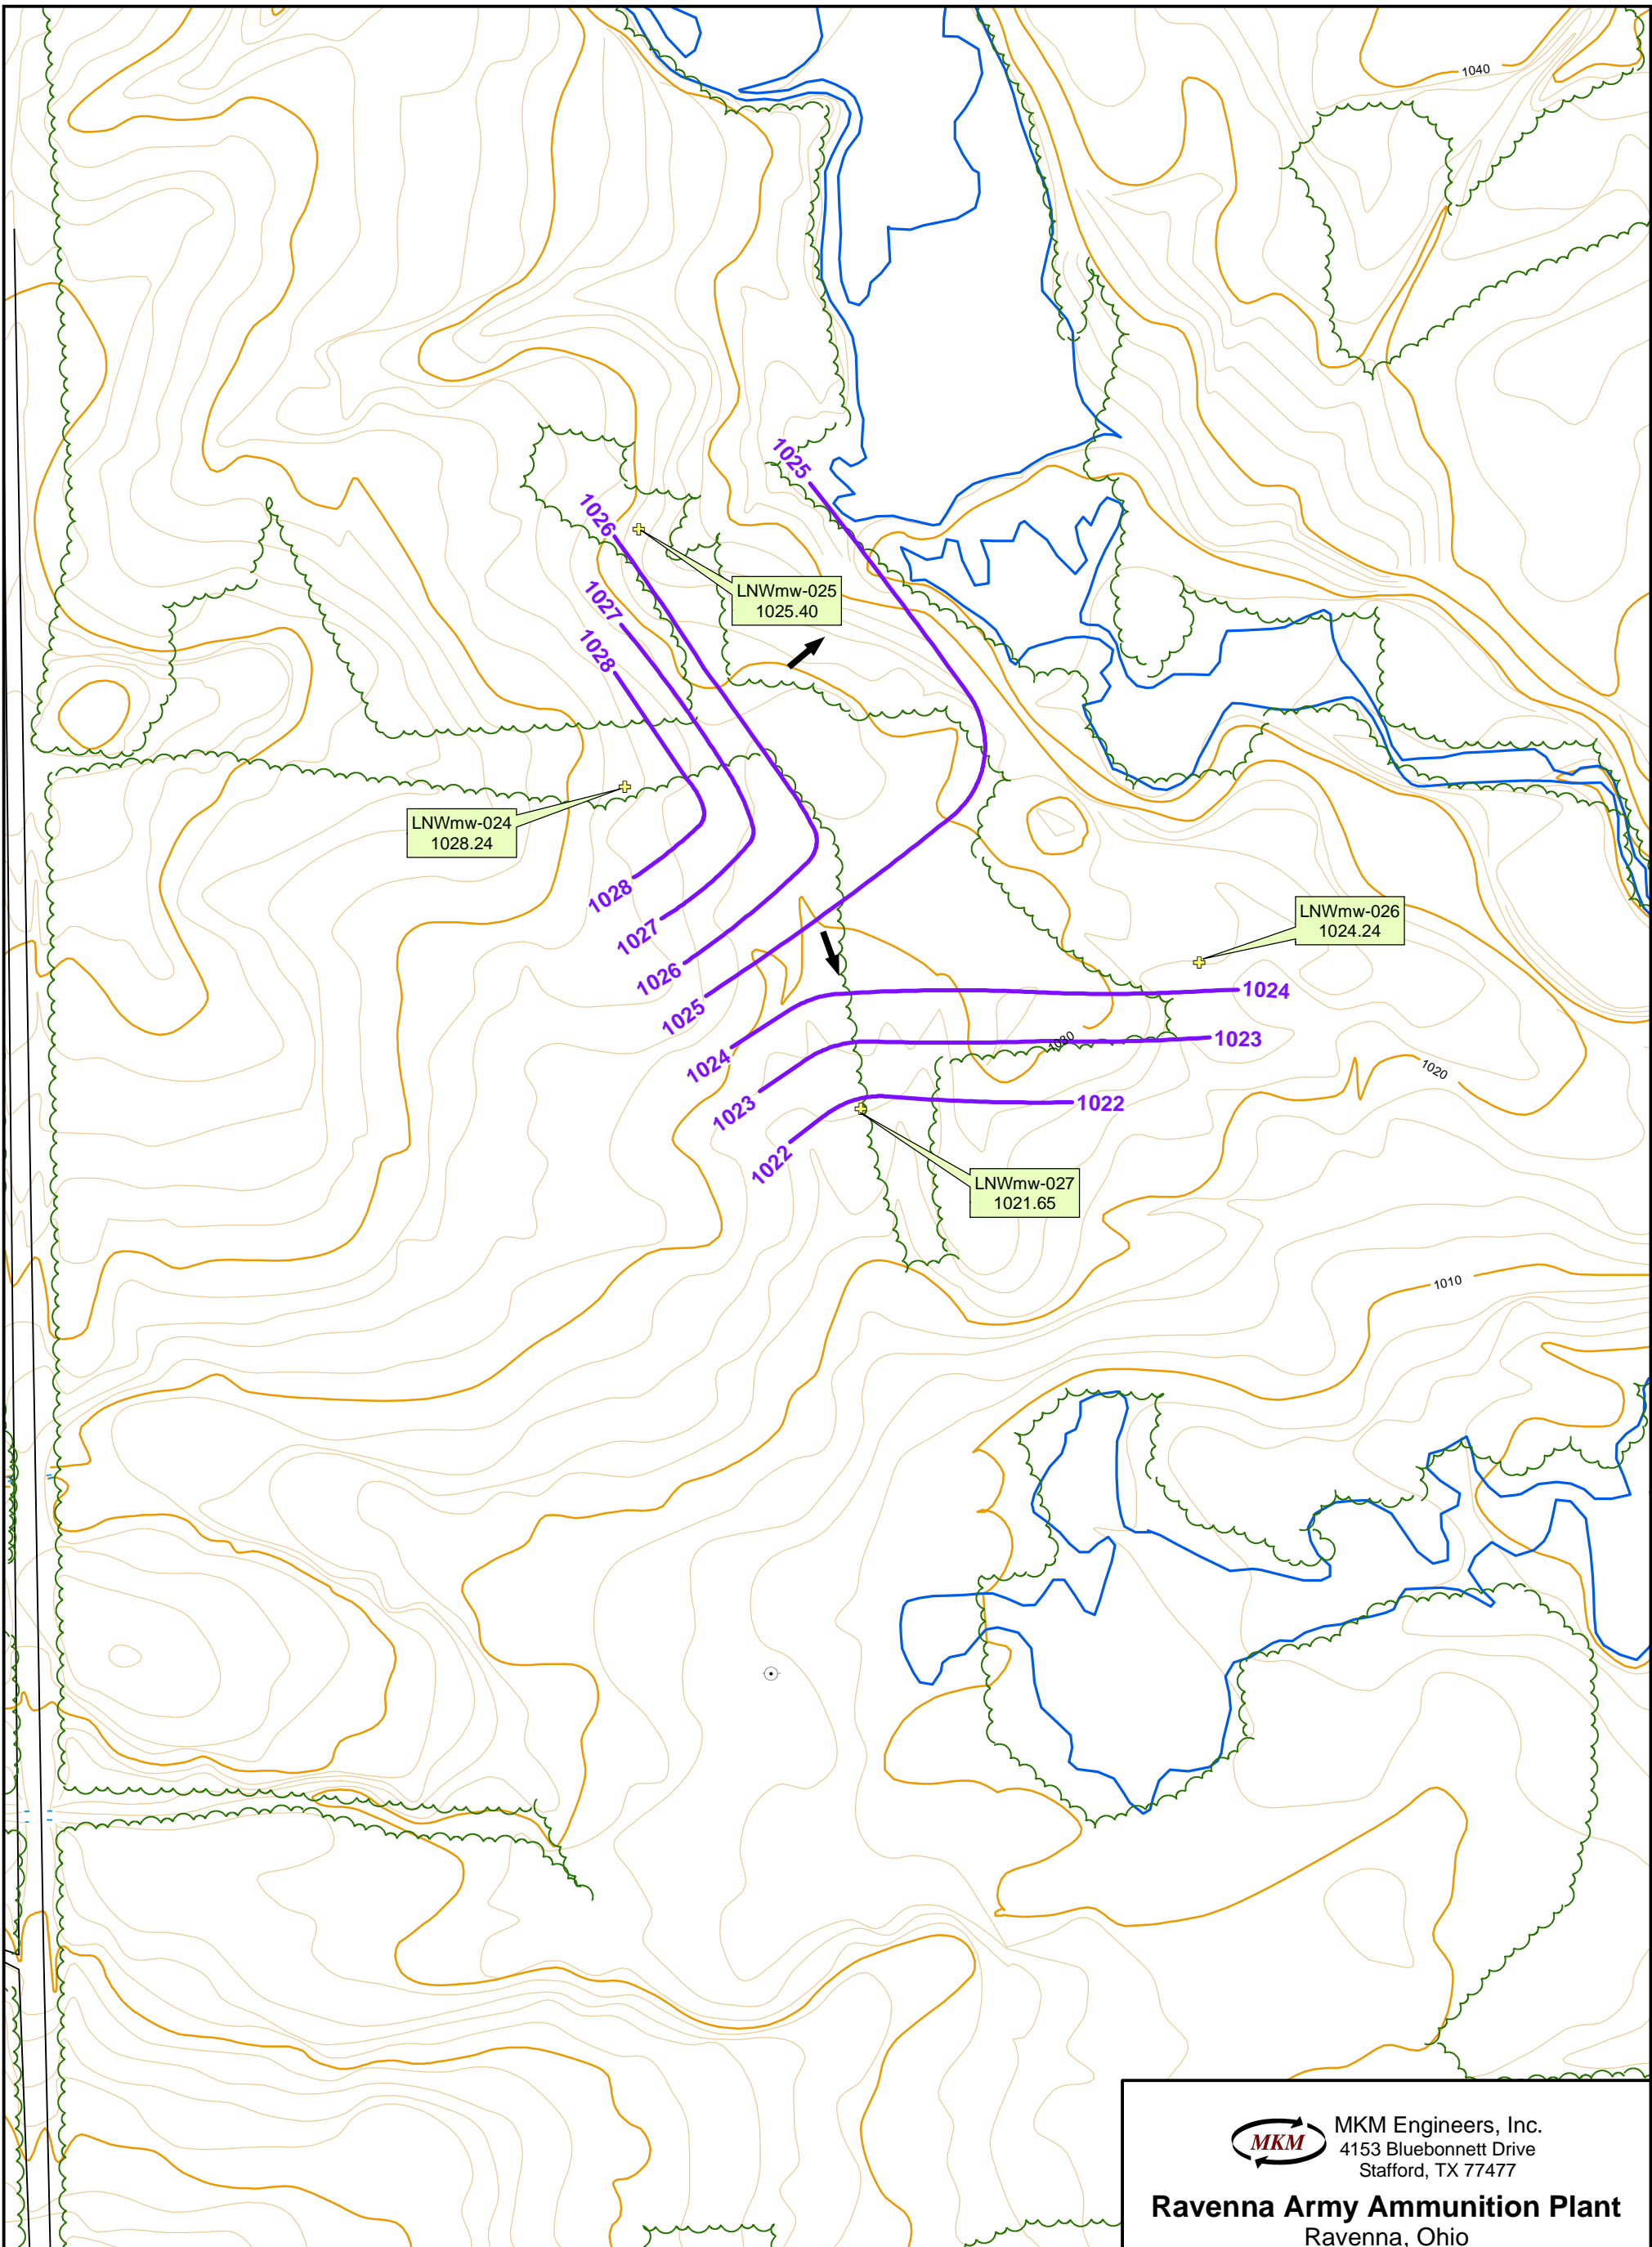 1040
1025
1026
LNWmw-025
1025.40
1027
1028
LNWmw-024
1028.24
1028
LNWmw-026
1024.24
1027
1026
1025
1024
1024
1023
1030
1020
1023
1022
1022
LNWmw-027
1021.65
1010
MKM
MKM Engineers, Inc.
4153 Bluebonnett Drive
Stafford, TX 77477
Ravenna Army Ammunition Plant
Ravenna, Ohio